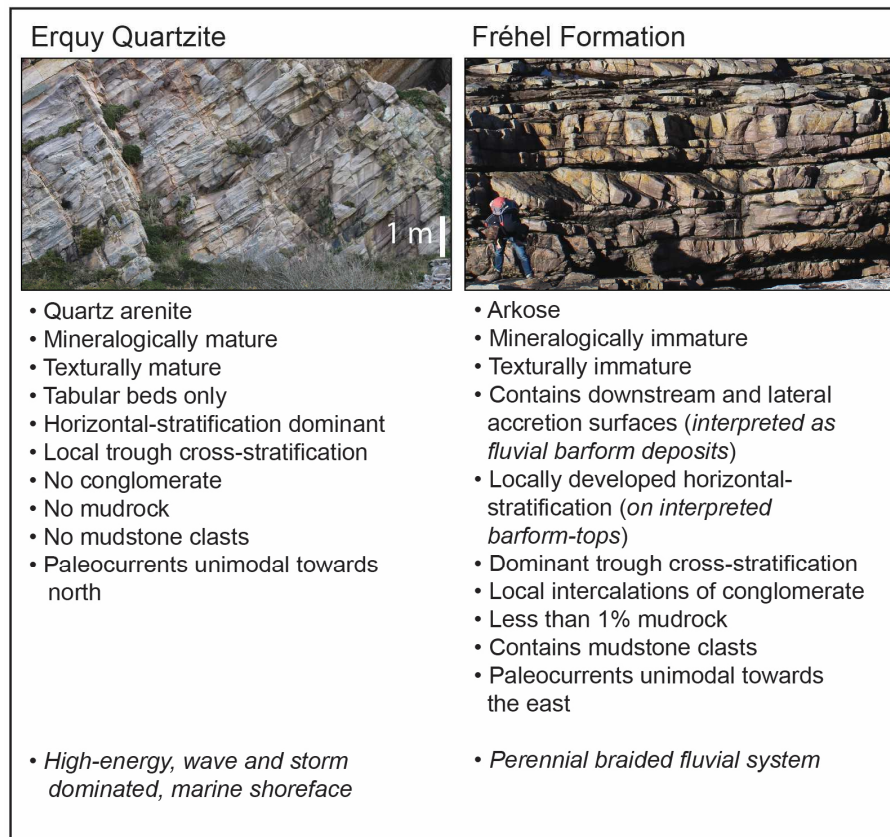 Erquy Quartzite
1 m
• Quartz arenite
• Mineralogically mature
• Texturally mature
• Tabular beds only
• Horizontal-stratification dominant
• Local trough cross-stratification
• No conglomerate
• No mudrock
• No mudstone clasts
• Paleocurrents unimodal towards
north
• High-energy, wave and storm
dominated, marine shoreface
Fréhel Formation
• Arkose
• Mineralogically immature
• Texturally immature
• Contains downstream and lateral
accretion surfaces (interpreted as
fluvial barform deposits)
• Locally developed horizontal-
stratification (on interpreted
barform-tops)
• Dominant trough cross-stratification
• Local intercalations of conglomerate
• Less than 1% mudrock
• Contains mudstone clasts
• Paleocurrents unimodal towards
the east
• Perennial braided fluvial system